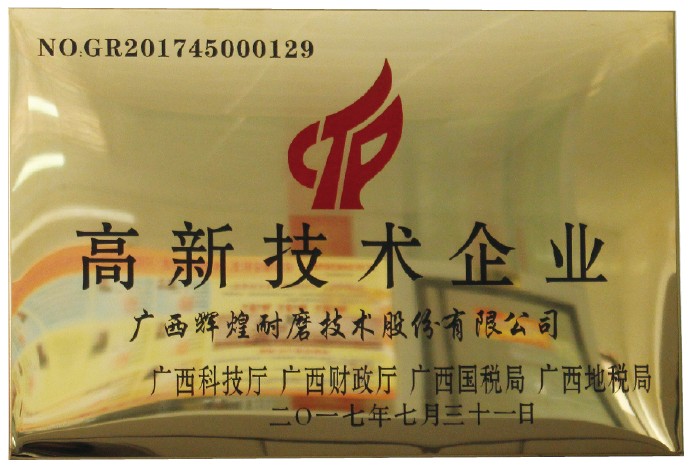 NO:GR201745000129
高新技术企业
广西辉煌耐磨技术股份有限公司
广西科技厅 广西财政厅 广西国税局 广西地税局
二〇一七年七月三十一日